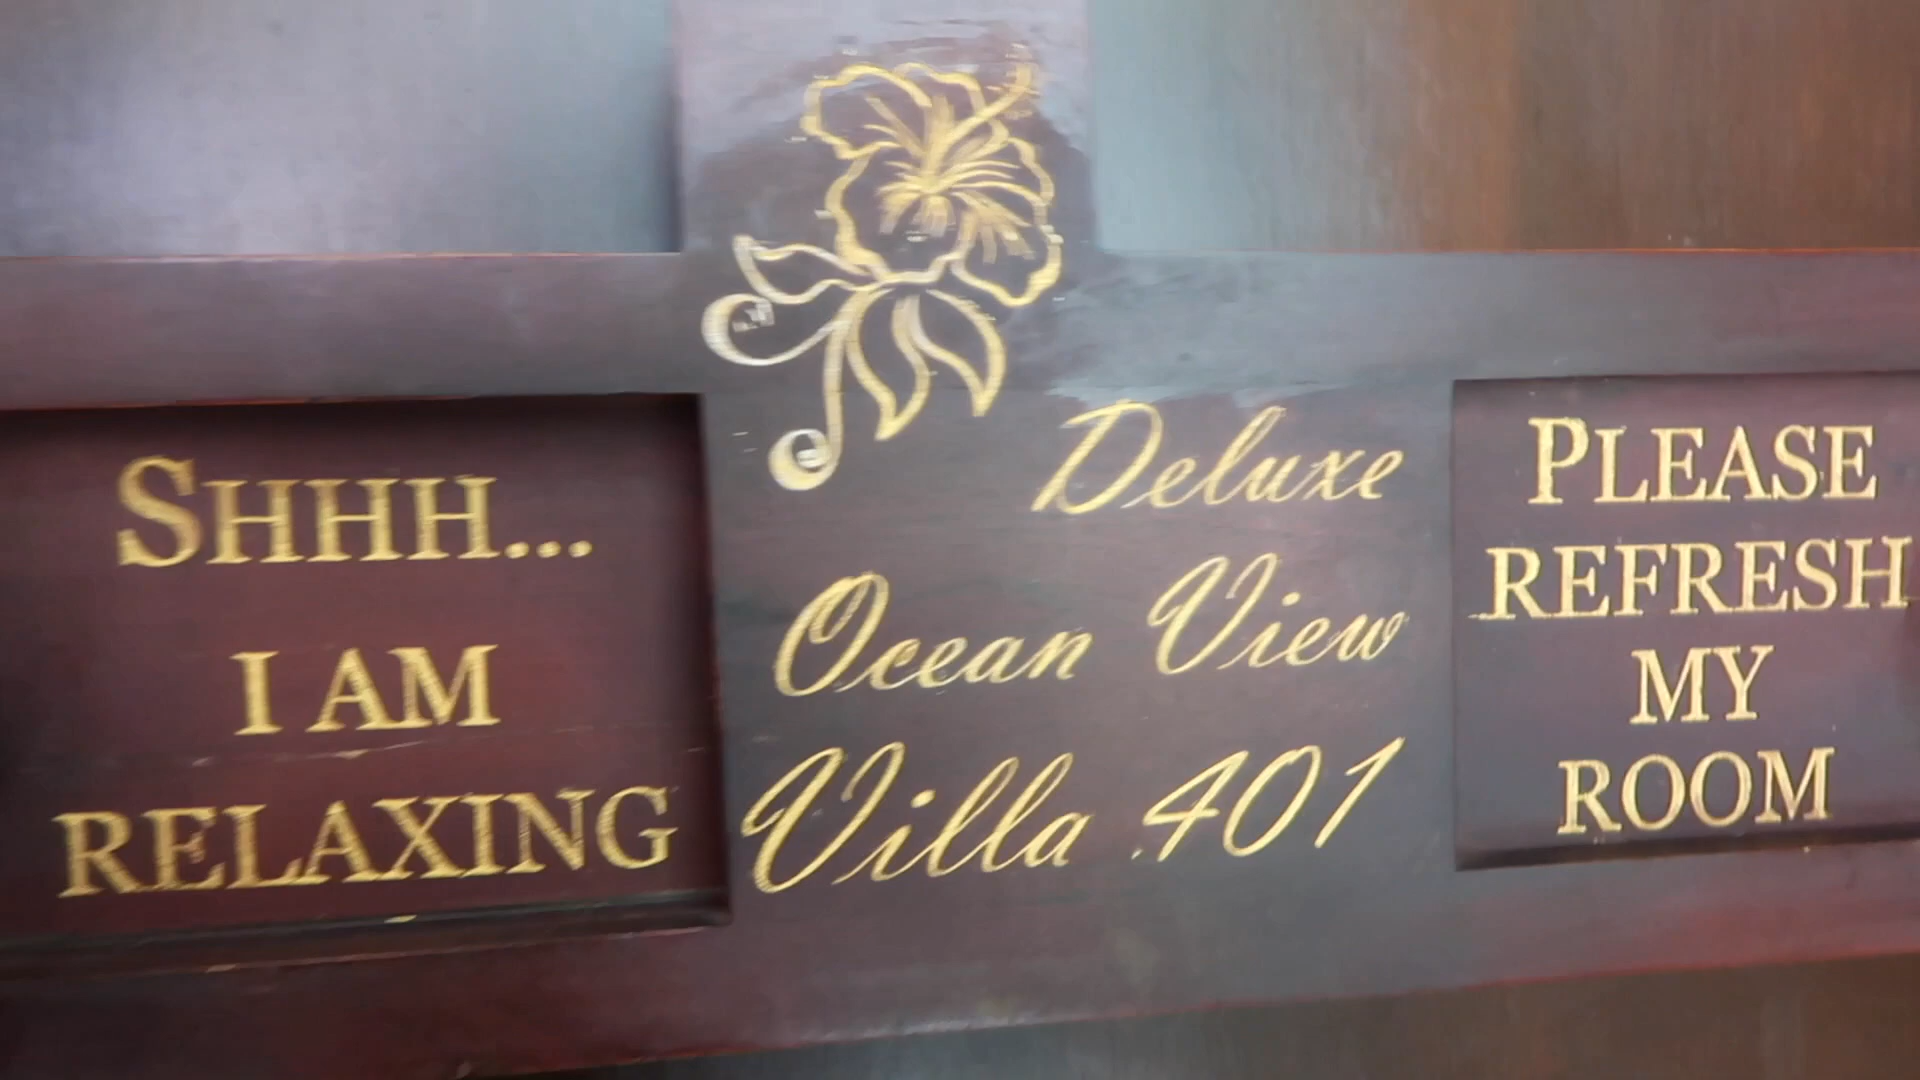 SHHH...
I AM
RELAXING
Deluxe
Ocean View
Villa 401
PLEASE
REFRESH
MY
ROOM